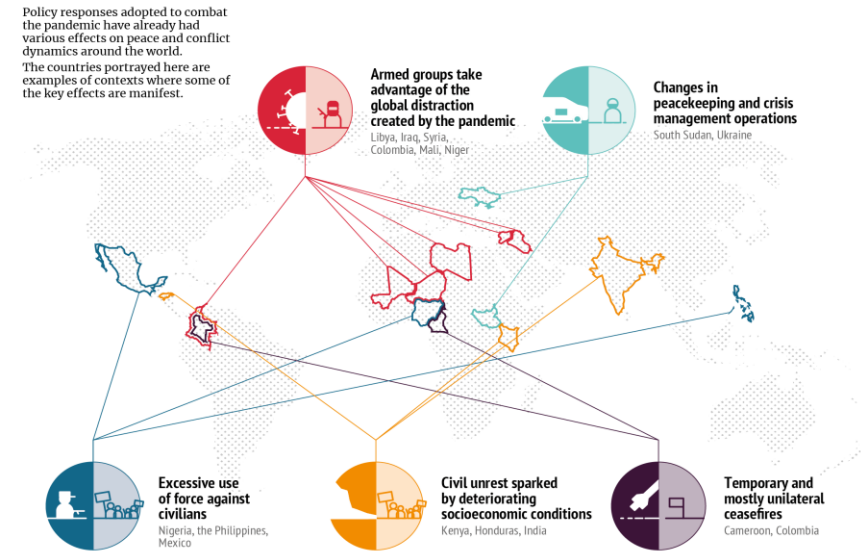 Policy responses adopted to combat
the pandemic have already had
various effects on peace and conflict
dynamics around the world.
The countries portrayed here are
examples of contexts where some of
the key effects are manifest.
Armed groups take
advantage of the
global distraction
created by the pandemic
Libya, Iraq, Syria,
Colombia, Mali, Niger
Changes in
peacekeeping and crisis
management operations
South Sudan, Ukraine
Excessive use
of force against
civilians
Nigeria, the Philippines,
Mexico
Civil unrest sparked
by deteriorating
socioeconomic conditions
Kenya, Honduras, India
Temporary and
mostly unilateral
ceasefires
Cameroon, Colombia